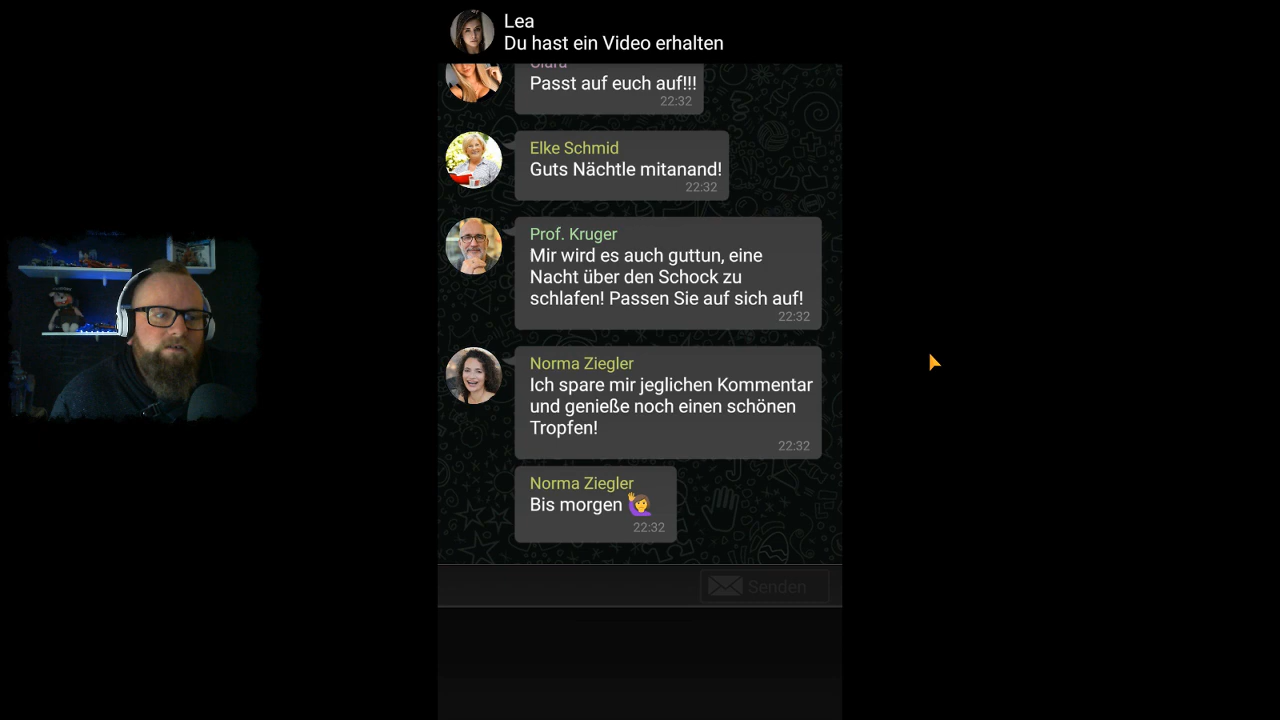 Lea
Du hast ein Video erhalten
Clara
Passt auf euch auf!!!
22:32
Elke Schmid
Guts Nächtle mitanand!
22:32
Prof. Kruger
Mir wird es auch guttun, eine
Nacht über den Schock zu
schlafen! Passen Sie auf sich auf!
22:32
Norma Ziegler
Ich spare mir jeglichen Kommentar
und genieße noch einen schönen
Tropfen!
22:32
Norma Ziegler
Bis morgen 🙋‍♀️
22:32
Senden